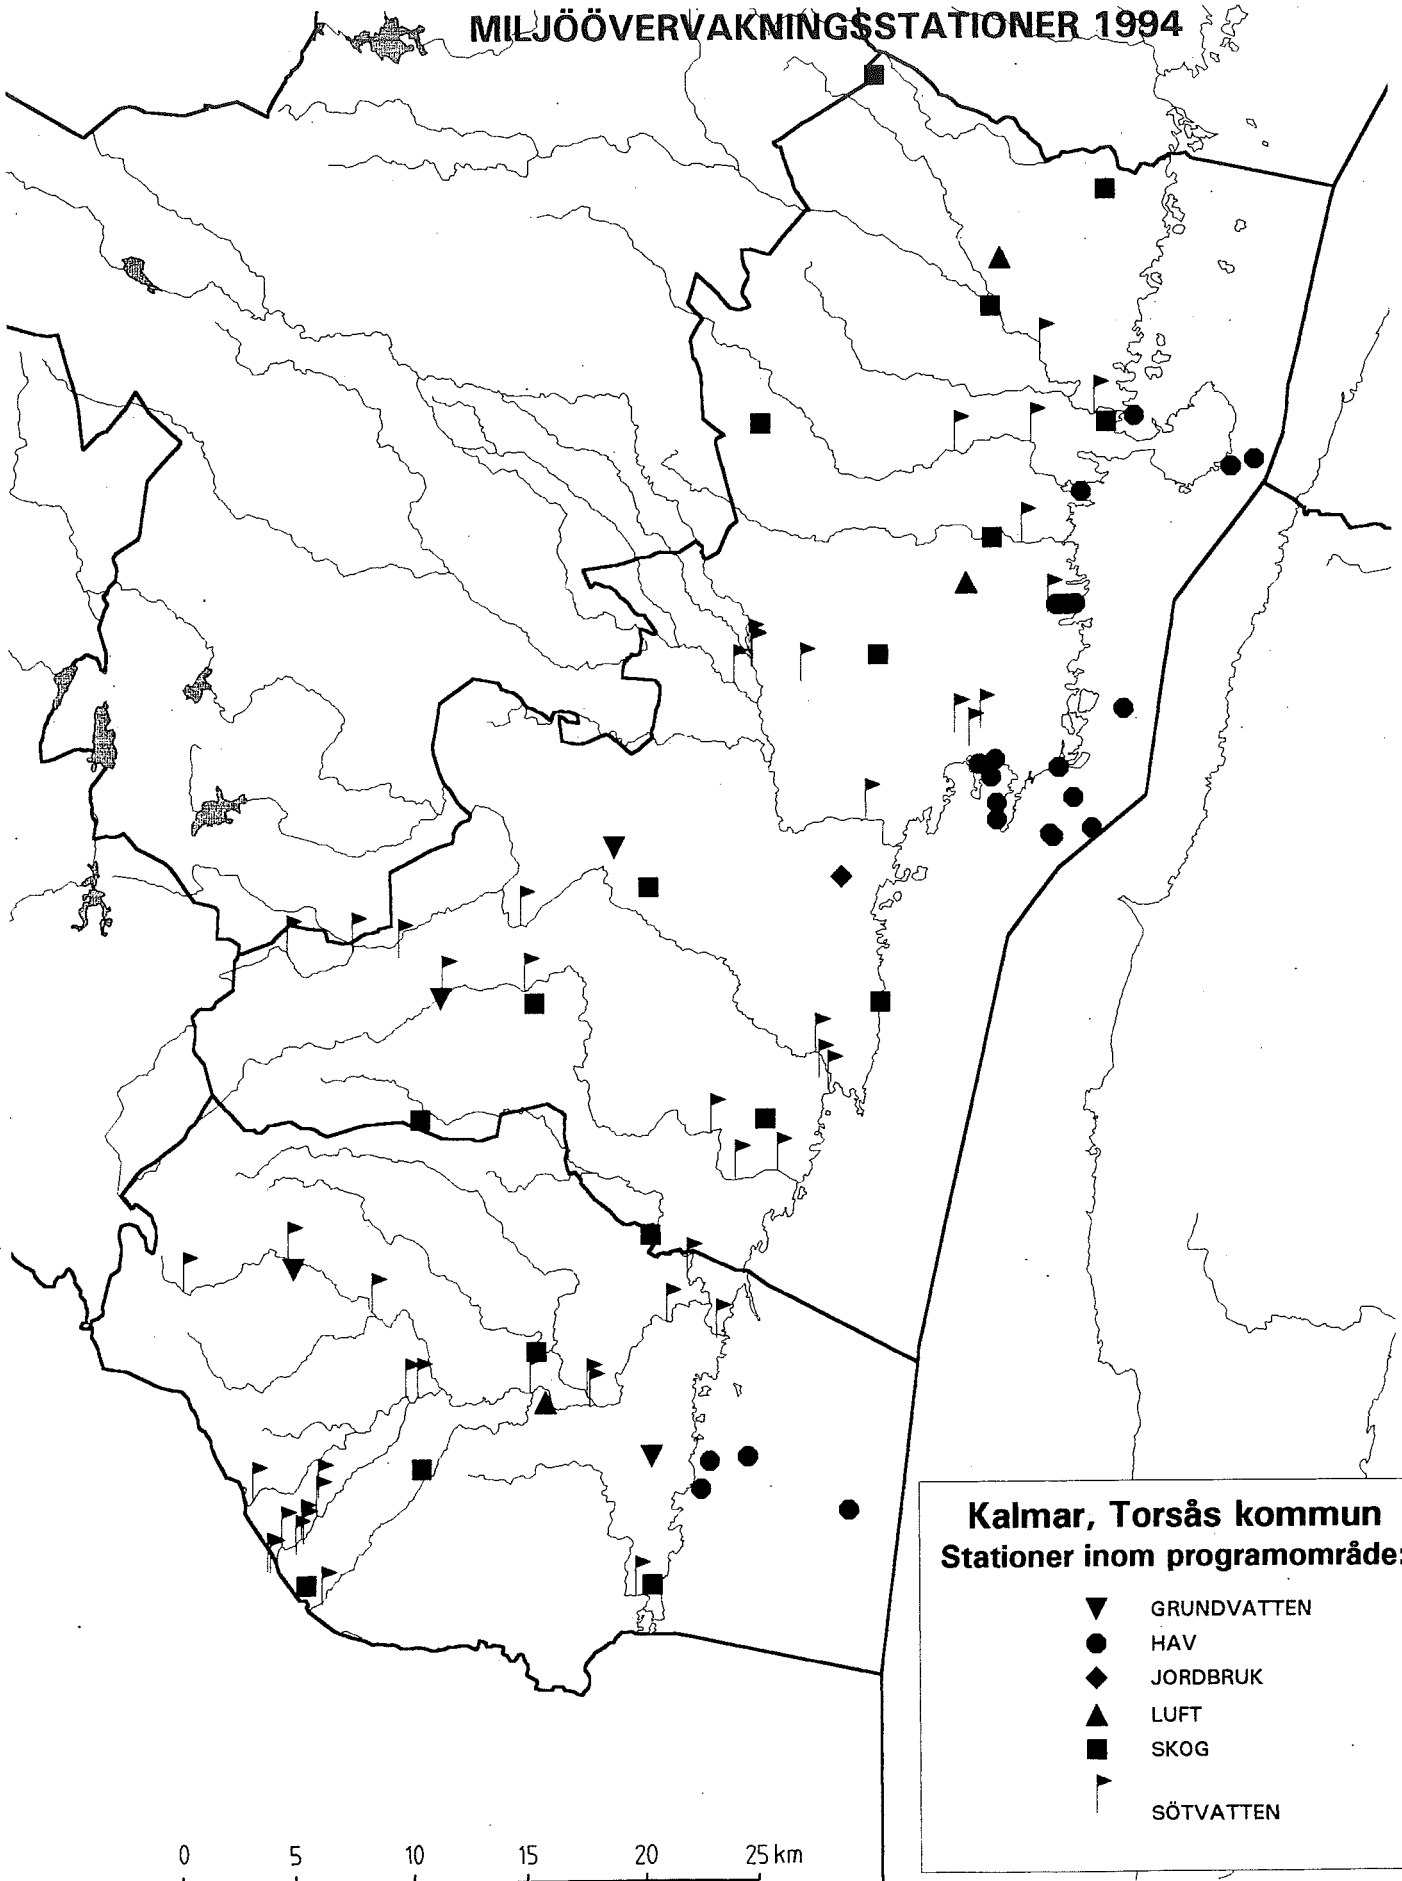 MILJÖÖVERVAKNINGSSTATIONER 1994
Kalmar, Torsås kommun
Stationer inom programområde:
GRUNDVATTEN
HAV
JORDBRUK
LUFT
SKOG
SÖTVATTEN
0 5 10 15 20 25 km